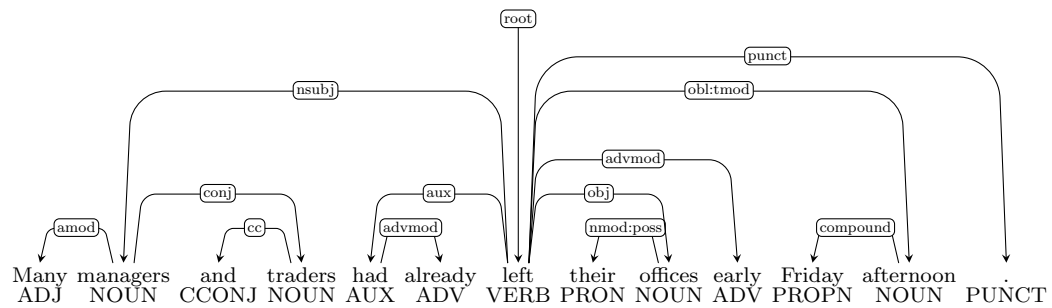 root
punct
nsubj obl:tmod
advmod
conj aux obj
amod cc advmod nmod:poss compound
Many managers and traders had already left their offices early Friday afternoon .
ADJ NOUN CCONJ NOUN AUX ADV VERB PRON NOUN ADV PROPN NOUN PUNCT